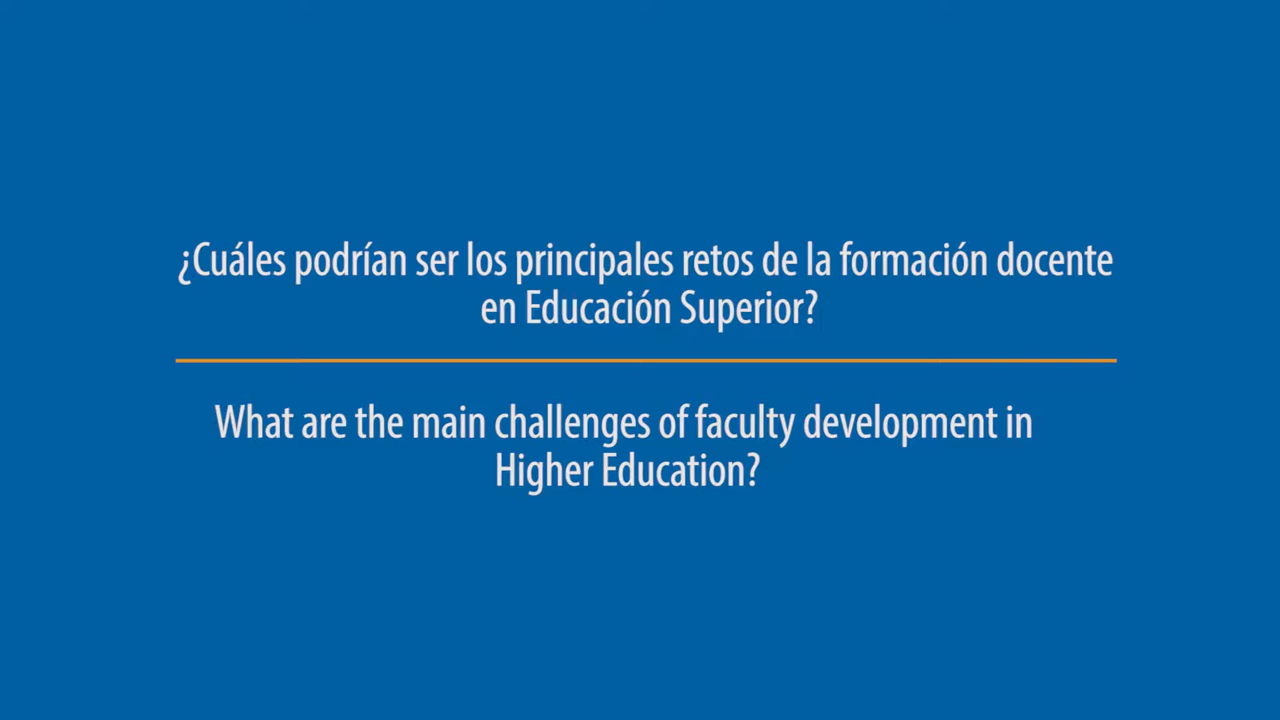 ¿Cuáles podrían ser los principales retos de la formación docente
en Educación Superior?
What are the main challenges of faculty development in
Higher Education?